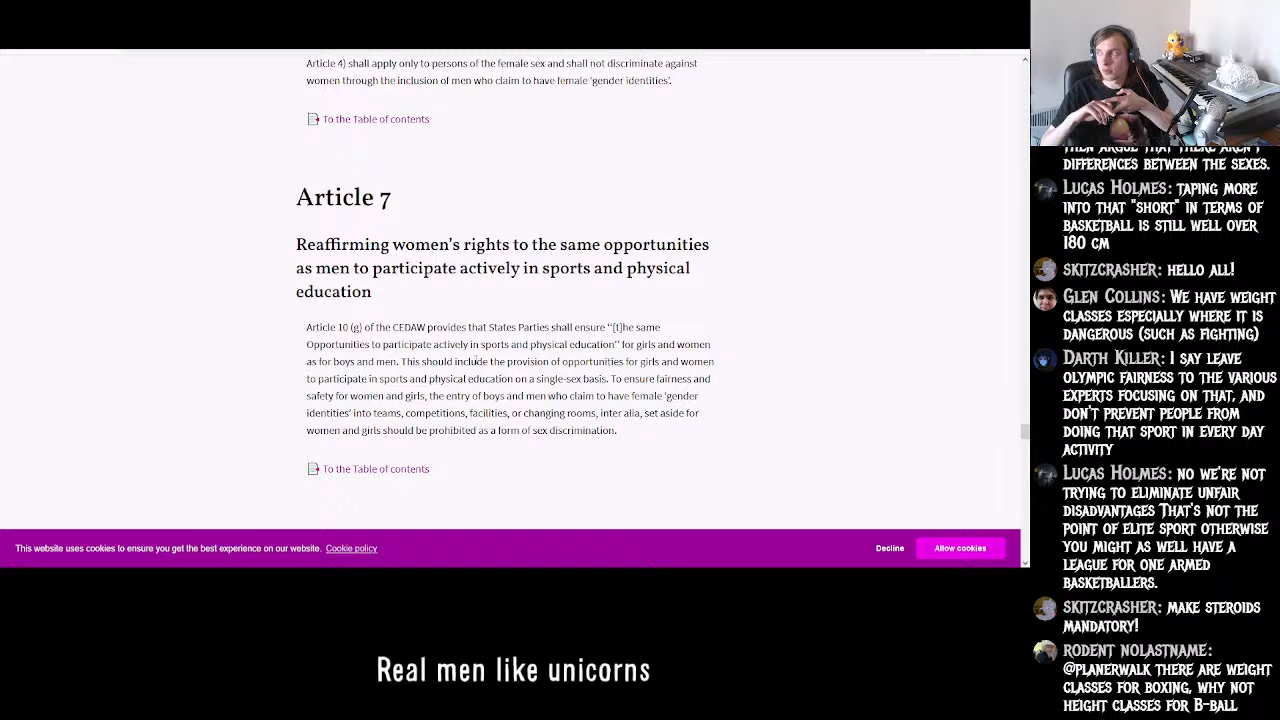 Article 4) shall apply only to persons of the female sex and shall not discriminate against
women through the inclusion of men who claim to have female 'gender identities'.
To the Table of contents
Article 7
Reaffirming women's rights to the same opportunities
as men to participate actively in sports and physical
education
Article 10 (g) of the CEDAW provides that States Parties shall ensure "[t]he same
Opportunities to participate actively in sports and physical education" for girls and women
as for boys and men. This should include the provision of opportunities for girls and women
to participate in sports and physical education on a single-sex basis. To ensure fairness and
safety for women and girls, the entry of boys and men who claim to have female 'gender
identities' into teams, competitions, facilities, or changing rooms, inter alia, set aside for
women and girls should be prohibited as a form of sex discrimination.
To the Table of contents
This website uses cookies to ensure you get the best experience on our website. Cookie policy
Decline
Allow cookies
Real men like unicorns
THEN ARGUE THAT THERE AREN'T
DIFFERENCES BETWEEN THE SEXES.
LUCAS HOLMES: TAPING MORE
INTO THAT "SHORT" IN TERMS OF
BASKETBALL IS STILL WELL OVER
180 CM
SKITZCRASHER: HELLO ALL!
GLEN COLLINS: WE HAVE WEIGHT
CLASSES ESPECIALLY WHERE IT IS
DANGEROUS (SUCH AS FIGHTING)
DARTH KILLER: I SAY LEAVE
OLYMPIC FAIRNESS TO THE VARIOUS
EXPERTS FOCUSING ON THAT, AND
DON'T PREVENT PEOPLE FROM
DOING THAT SPORT IN EVERY DAY
ACTIVITY
LUCAS HOLMES: NO WE'RE NOT
TRYING TO ELIMINATE UNFAIR
DISADVANTAGES THAT'S NOT THE
POINT OF ELITE SPORT OTHERWISE
YOU MIGHT AS WELL HAVE A
LEAGUE FOR ONE ARMED
BASKETBALLERS.
SKITZCRASHER: MAKE STEROIDS
MANDATORY!
RODENT NOLASTNAME:
@PLANERWALK THERE ARE WEIGHT
CLASSES FOR BOXING, WHY NOT
HEIGHT CLASSES FOR B-BALL